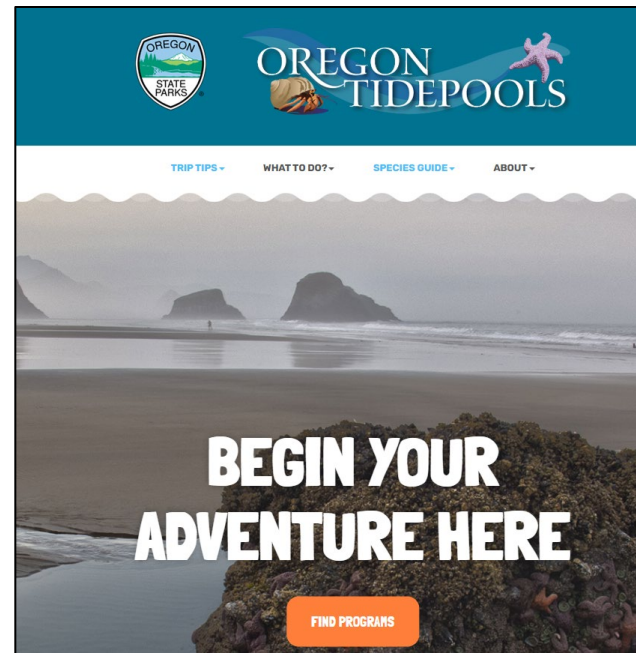 OREGON
STATE
PARKS
OREGON
TIDEPOOLS
TRIP TIPS
WHAT TO DO?
SPECIES GUIDE
ABOUT
BEGIN YOUR
ADVENTURE HERE
FIND PROGRAMS